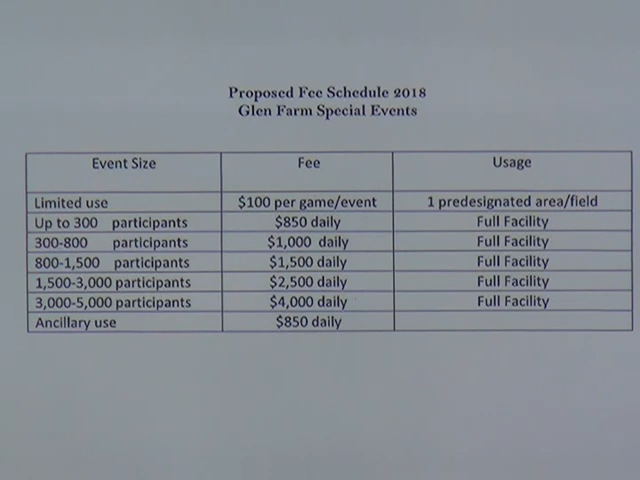 Proposed Fee Schedule 2018
Glen Farm Special Events
Event Size Fee Usage
Limited use $100 per game/event 1 predesignated area/field
Up to 300 participants $850 daily Full Facility
300-800 participants $1,000 daily Full Facility
800-1,500 participants $1,500 daily Full Facility
1,500-3,000 participants $2,500 daily Full Facility
3,000-5,000 participants $4,000 daily Full Facility
Ancillary use $850 daily